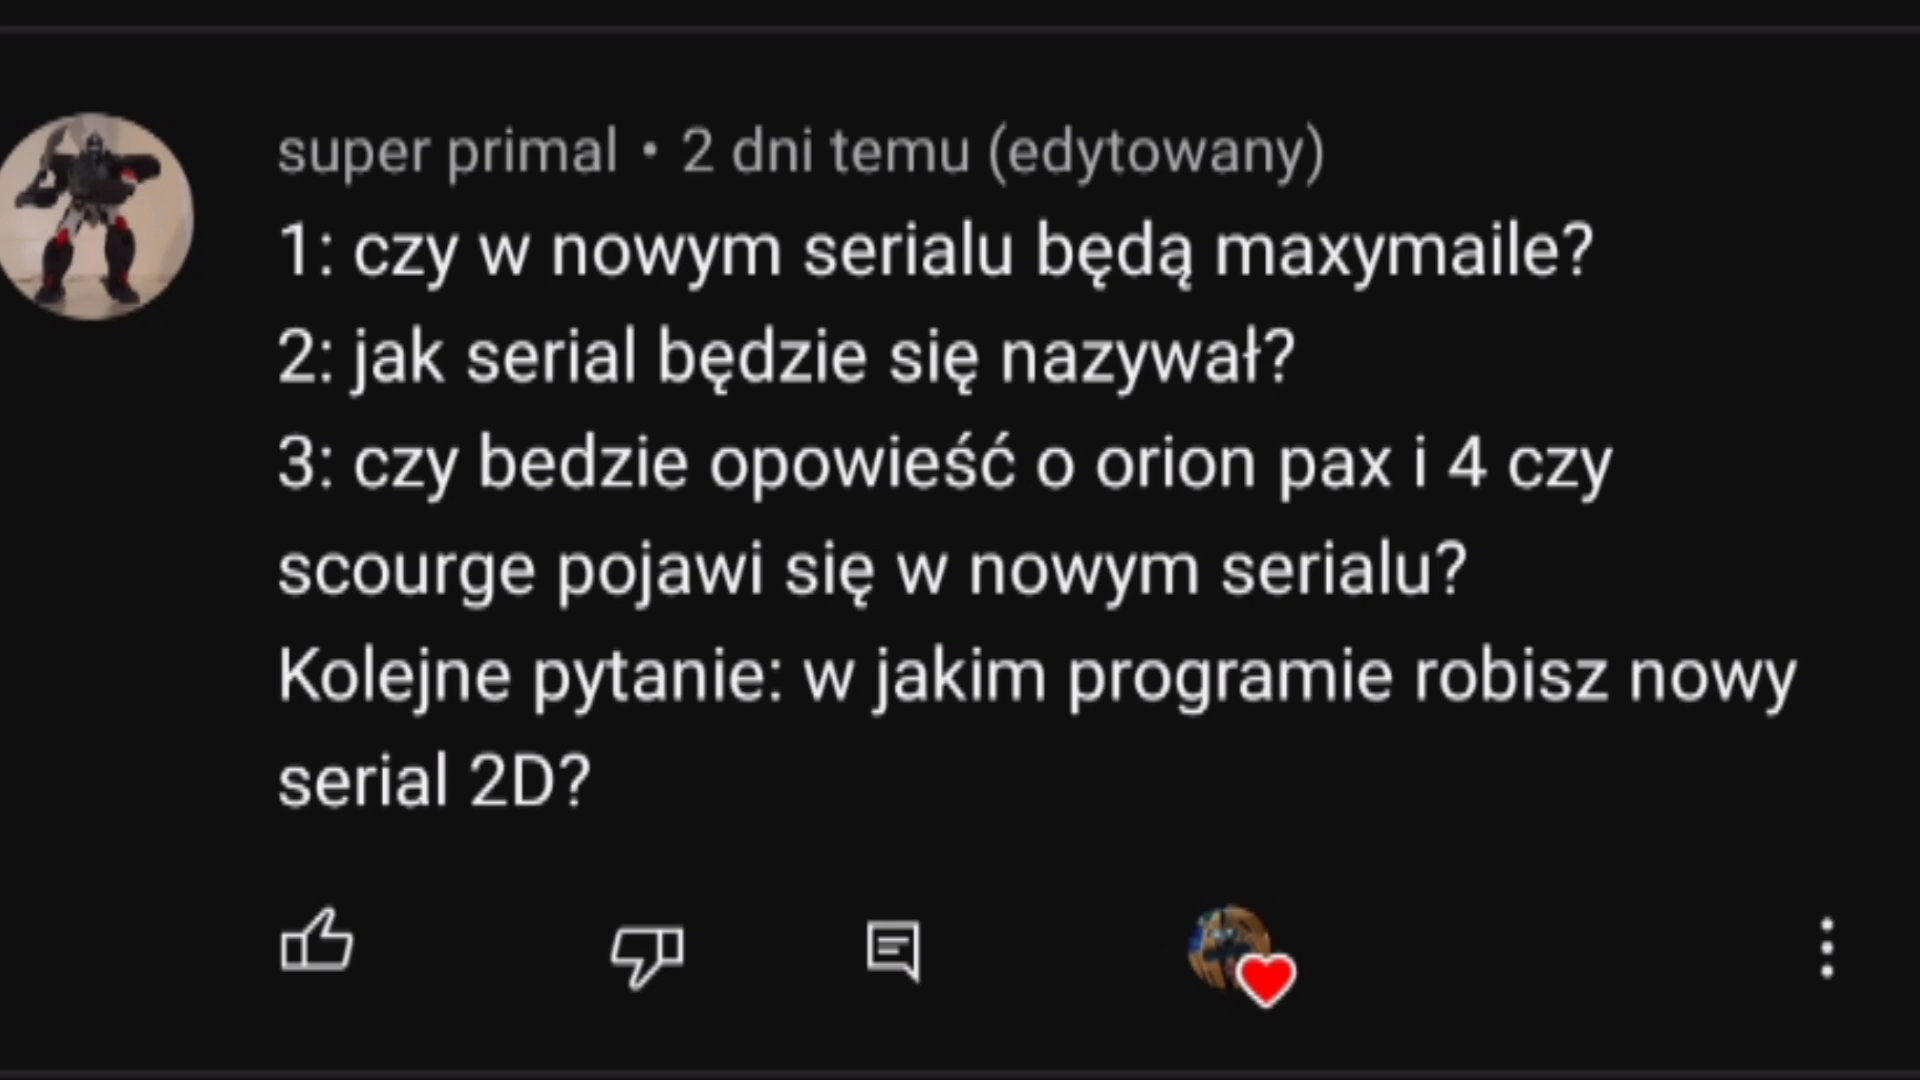 super primal • 2 dni temu (edytowany)
1: czy w nowym serialu będą maxymaile?
2: jak serial będzie się nazywał?
3: czy bedzie opowieść o orion pax i 4 czy
scourge pojawi się w nowym serialu?
Kolejne pytanie: w jakim programie robisz nowy
serial 2D?